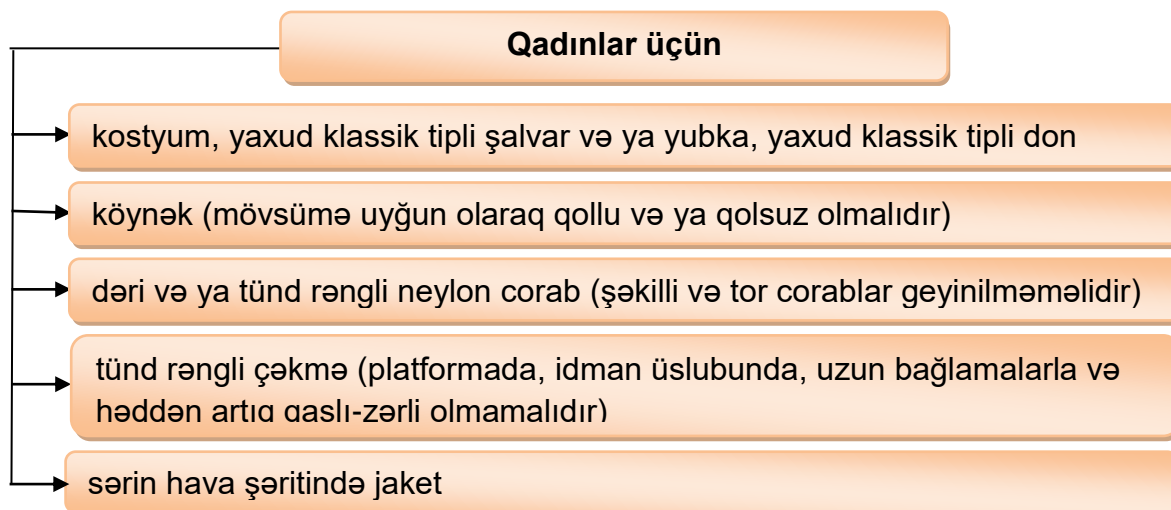 Qadınlar üçün
kostyum, yaxud klassik tipli şalvar və ya yubka, yaxud klassik tipli don
köynək (mövsümə uyğun olaraq qollu və ya qolsuz olmalıdır)
dəri və ya tünd rəngli neylon corab (şəkilli və tor corablar geyinilməməlidir)
tünd rəngli çəkmə (platformada, idman üslubunda, uzun bağlamalarla və
həddən artıq qaşlı-zərli olmamalıdır)
sərin hava şəritində jaket